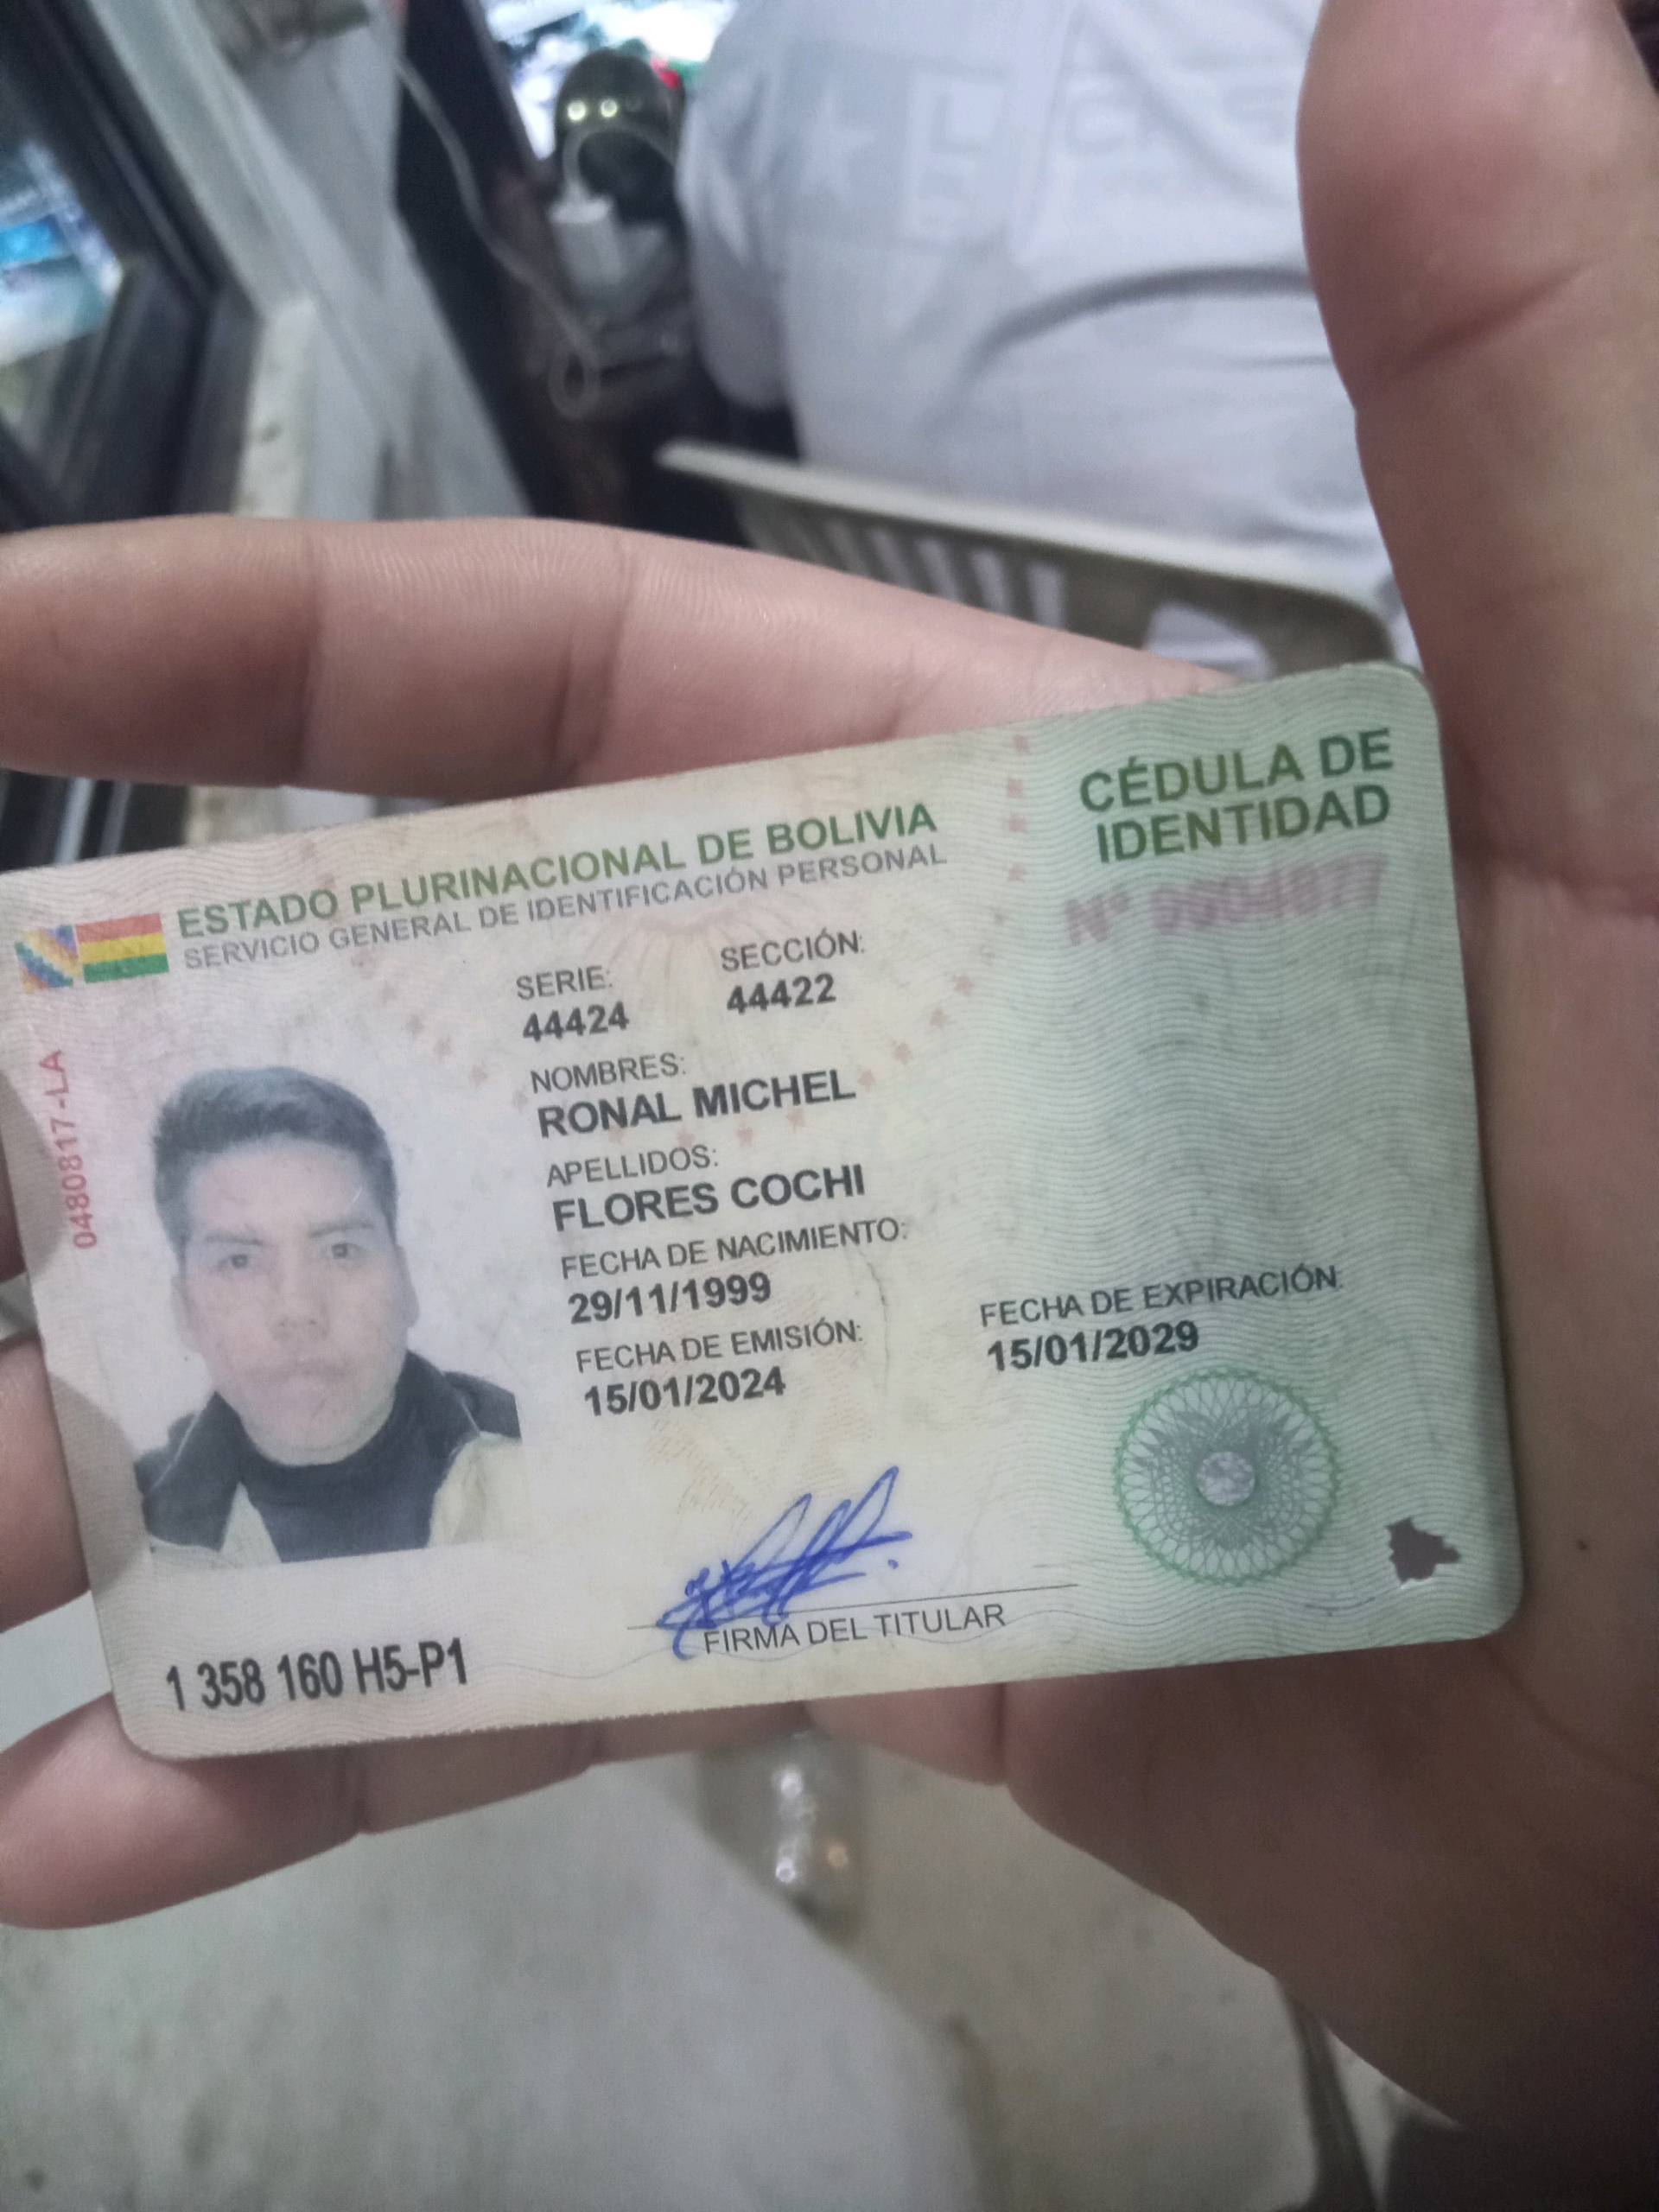 ESTADO PLURINACIONAL DE BOLIVIA
SERVICIO GENERAL DE IDENTIFICACIÓN PERSONAL
CÉDULA DE
IDENTIDAD
Nº
SERIE:
44424
SECCIÓN:
44422
NOMBRES:
RONAL MICHEL
APELLIDOS:
FLORES COCHI
FECHA DE NACIMIENTO:
29/11/1999
FECHA DE EMISIÓN:
15/01/2024
FECHA DE EXPIRACIÓN:
15/01/2029
0480817-LA
FIRMA DEL TITULAR
1 358 160 H5-P1